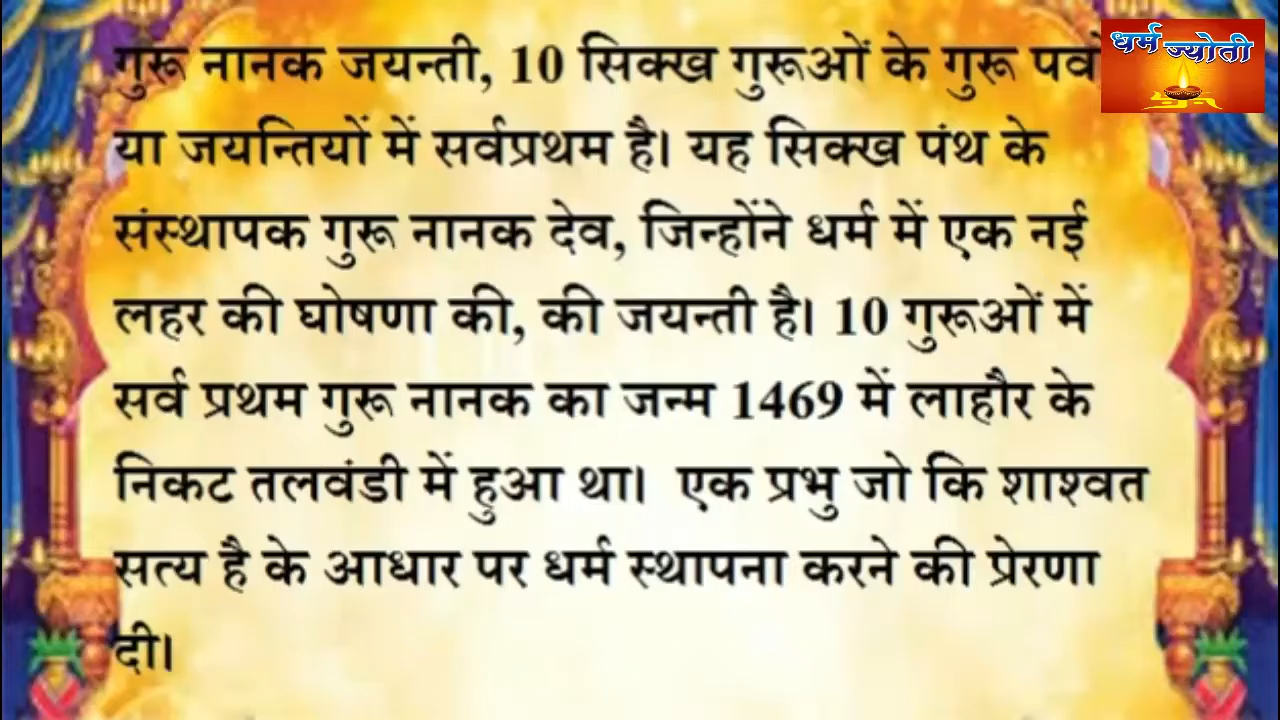 गुरू नानक जयन्ती, 10 सिक्ख गुरूओं के गुरू पर्वो
या जयन्तियों में सर्वप्रथम है। यह सिक्ख पंथ के
संस्थापक गुरू नानक देव, जिन्होंने धर्म में एक नई
लहर की घोषणा की, की जयन्ती है। 10 गुरूओं में
सर्व प्रथम गुरू नानक का जन्म 1469 में लाहौर के
निकट तलवंडी में हुआ था। एक प्रभु जो कि शाश्वत
सत्य है के आधार पर धर्म स्थापना करने की प्रेरणा
दी।
धर्म ज्योती